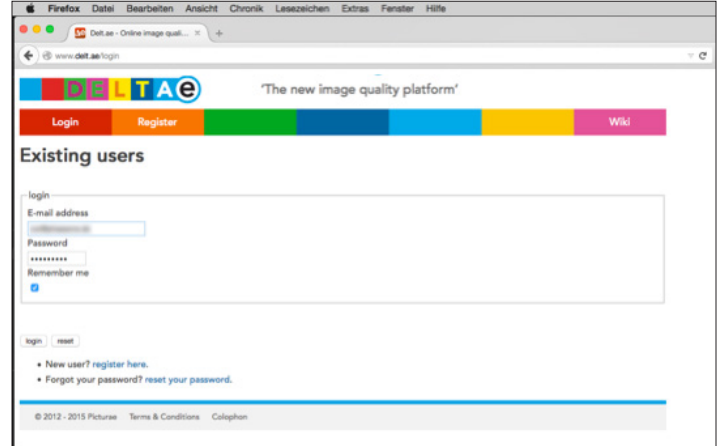 Firefox Datei Bearbeiten Ansicht Chronik Lesezeichen Extras Fenster Hilfe
Delt.ae - Online image quali...
www.delt.ae/login
DELTAe 'The new image quality platform'
Login Register Wiki
Existing users
login
E-mail address
Password
•••••••••
Remember me
login reset
• New user? register here.
• Forgot your password? reset your password.
© 2012 - 2015 Picturae Terms & Conditions Colophon